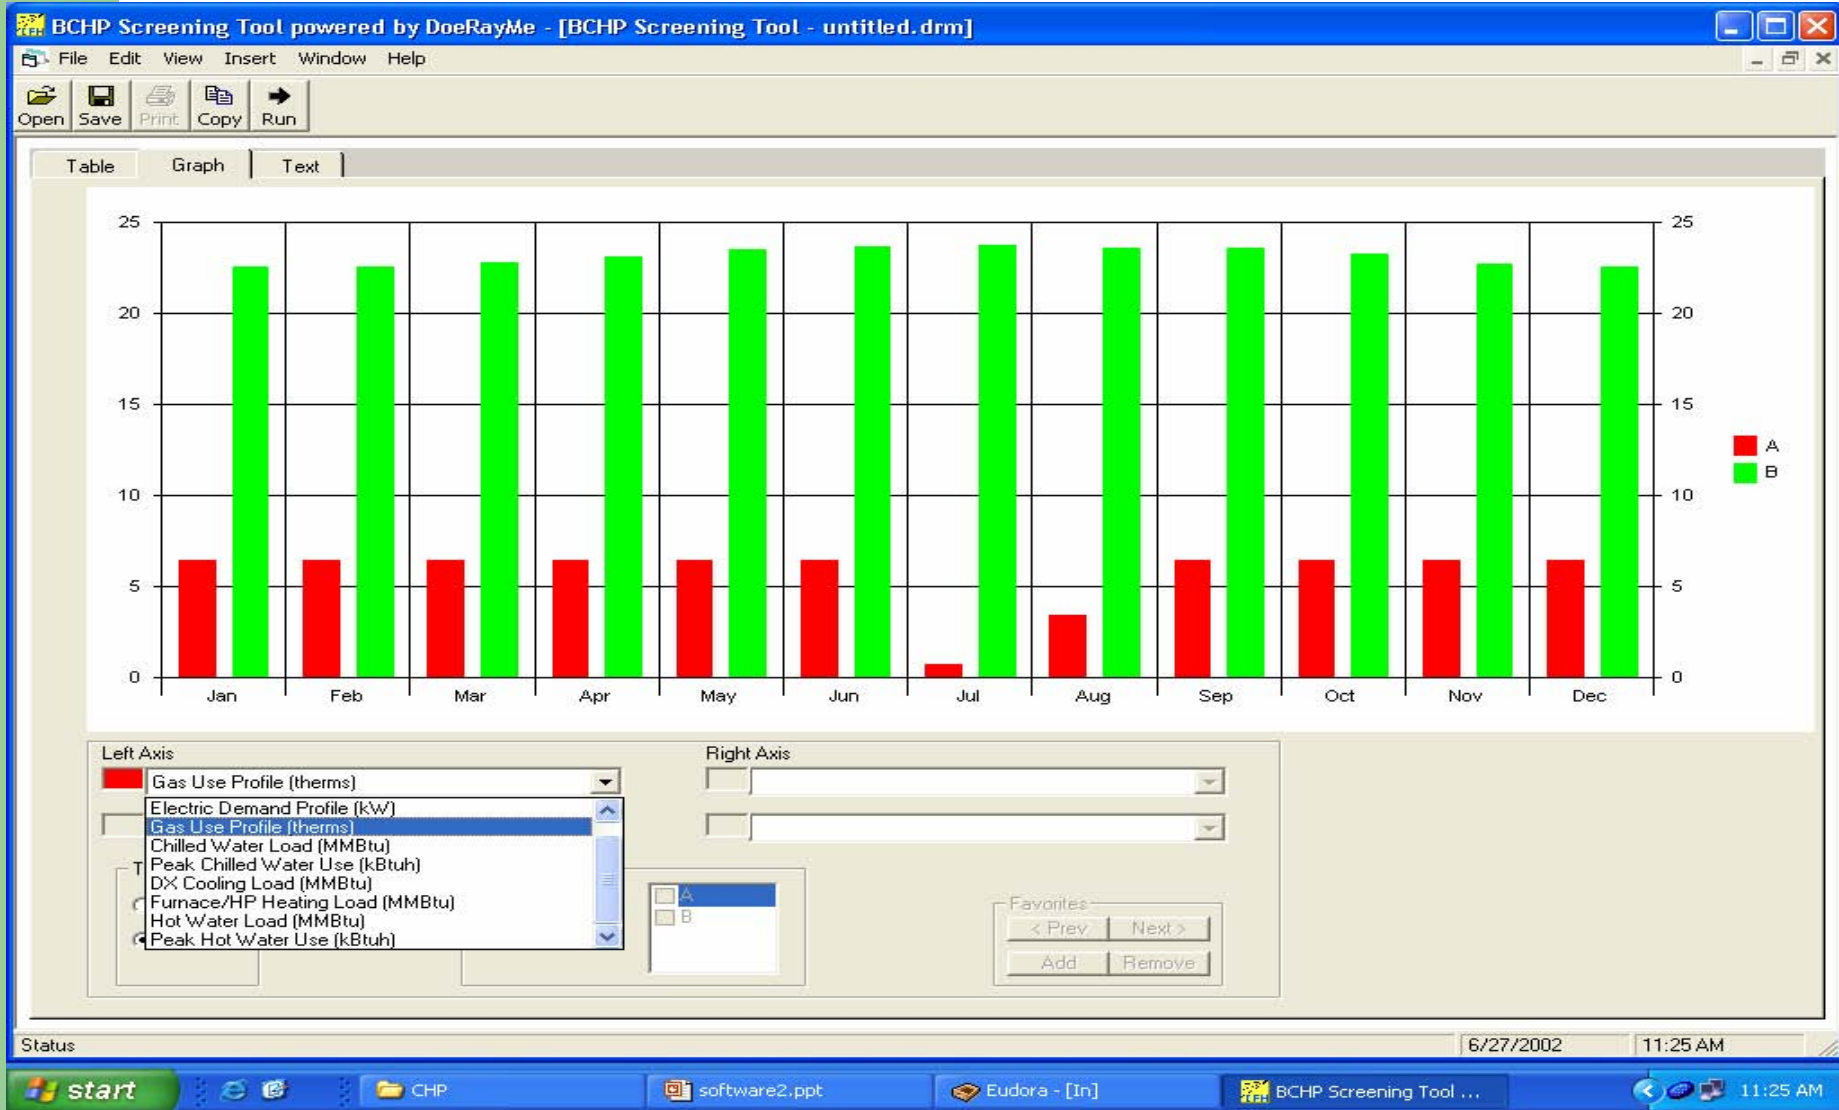 BCHP Screening Tool powered by DoeRayMe - [BCHP Screening Tool - untitled.drm]
File Edit View Insert Window Help
Open Save Print Copy Run
Table Graph Text
25 25
20 20
15 15
A
B
10 10
5 5
0 0
Jan Feb Mar Apr May Jun Jul Aug Sep Oct Nov Dec
Left Axis Right Axis
Gas Use Profile (therms)
Electric Demand Profile (kW)
Gas Use Profile (therms)
Chilled Water Load (MMBtu)
Peak Chilled Water Use (kBtuh)
DX Cooling Load (MMBtu)
Furnace/HP Heating Load (MMBtu)
Hot Water Load (MMBtu)
Peak Hot Water Use (kBtuh)
T
A
B
Favorites
< Prev Next >
Add Remove
Status 6/27/2002 11:25 AM
start CHP software2.ppt Eudora - [In] BCHP Screening Tool ... 11:25 AM